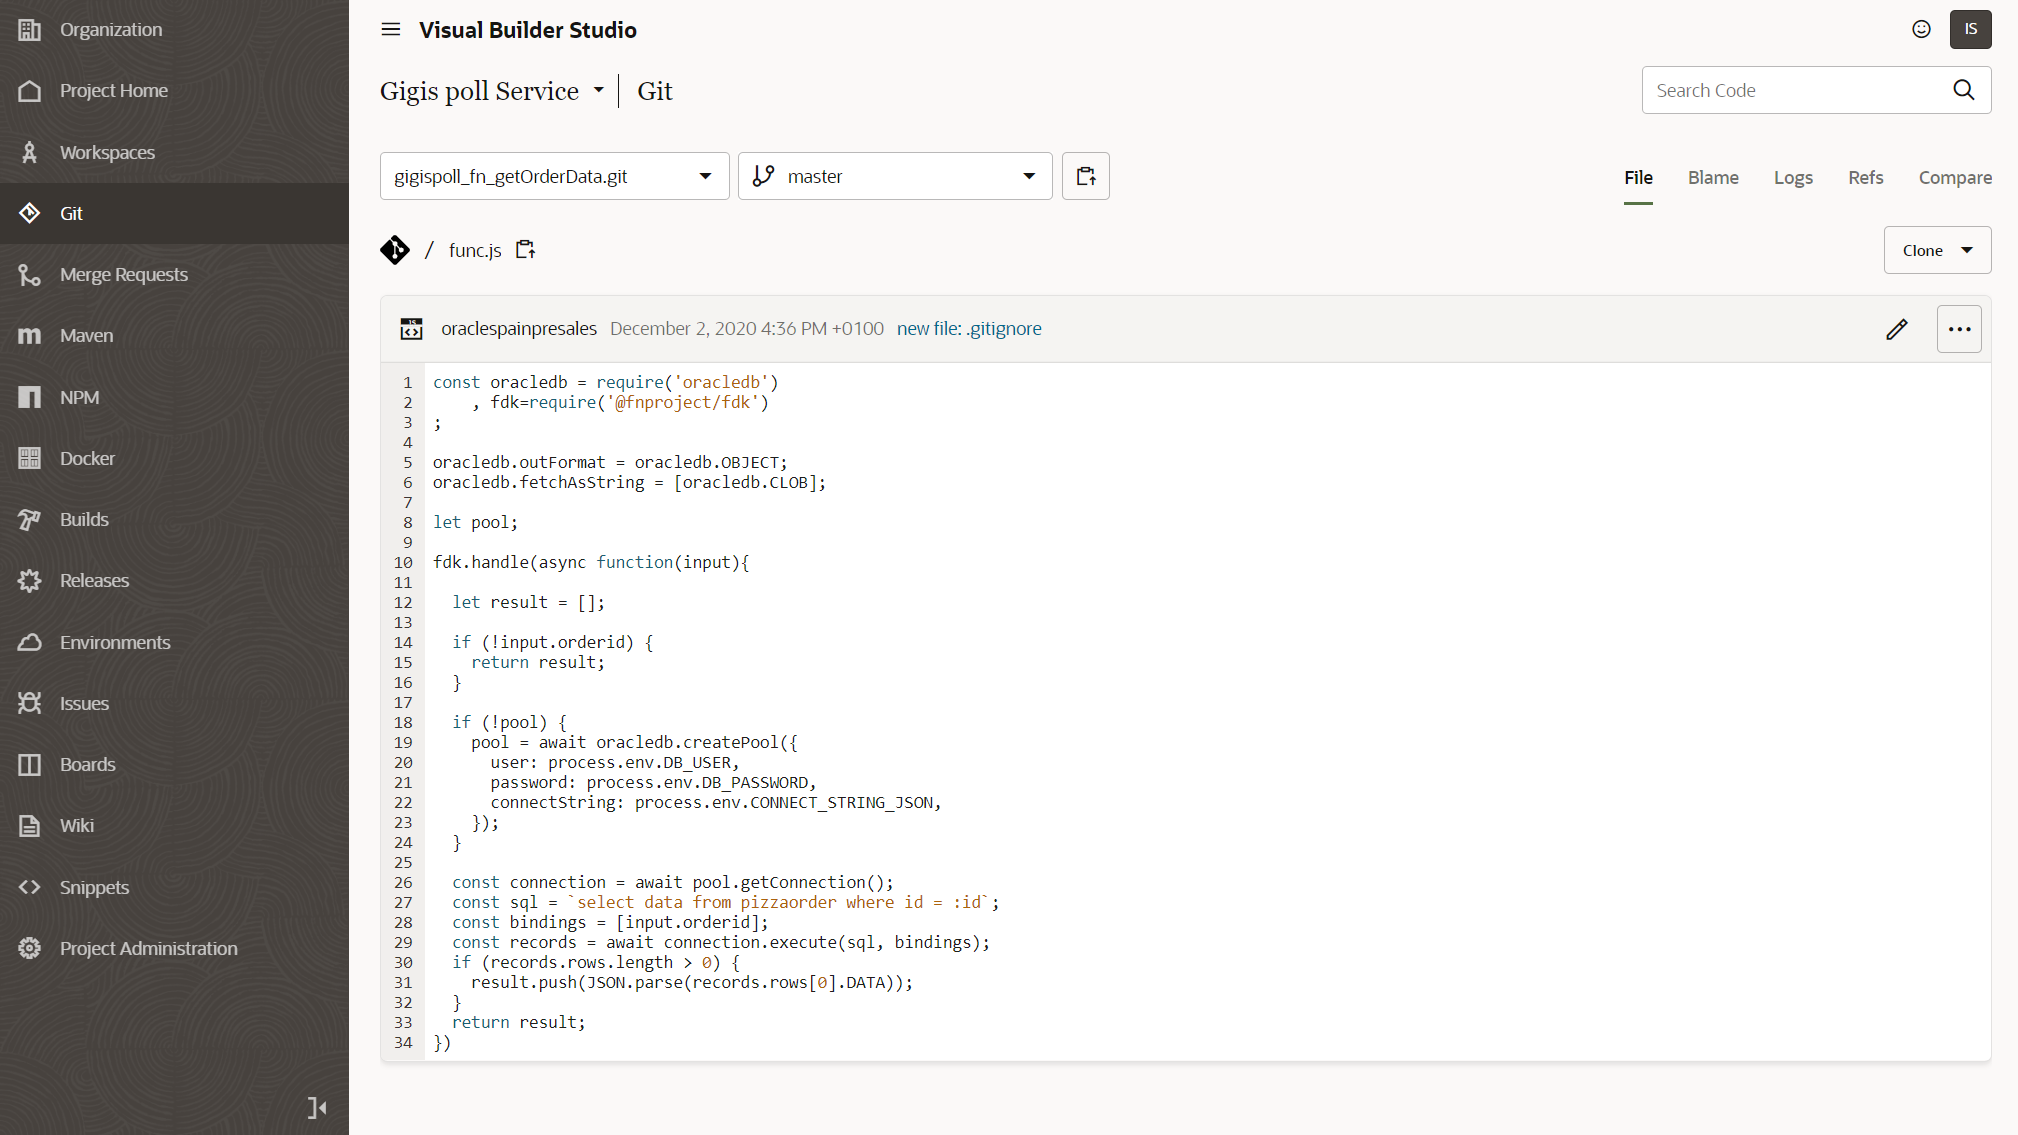 Organization
Project Home
Workspaces
Git
Merge Requests
Maven
NPM
Docker
Builds
Releases
Environments
Issues
Boards
Wiki
Snippets
Project Administration
Visual Builder Studio
IS
Gigis poll Service
Git
Search Code
gigispoll_fn_getOrderData.git
master
File Blame Logs Refs Compare
/ func.js
Clone
JS
oraclespainpresales December 2, 2020 4:36 PM +0100 new file: .gitignore
1 const oracledb = require('oracledb')
2     , fdk=require('@fnproject/fdk')
3 ;
4
5 oracledb.outFormat = oracledb.OBJECT;
6 oracledb.fetchAsString = [oracledb.CLOB];
7
8 let pool;
9
10 fdk.handle(async function(input){
11
12   let result = [];
13
14   if (!input.orderid) {
15     return result;
16   }
17
18   if (!pool) {
19     pool = await oracledb.createPool({
20       user: process.env.DB_USER,
21       password: process.env.DB_PASSWORD,
22       connectString: process.env.CONNECT_STRING_JSON,
23     });
24   }
25
26   const connection = await pool.getConnection();
27   const sql = `select data from pizzaorder where id = :id`;
28   const bindings = [input.orderid];
29   const records = await connection.execute(sql, bindings);
30   if (records.rows.length > 0) {
31     result.push(JSON.parse(records.rows[0].DATA));
32   }
33   return result;
34 })